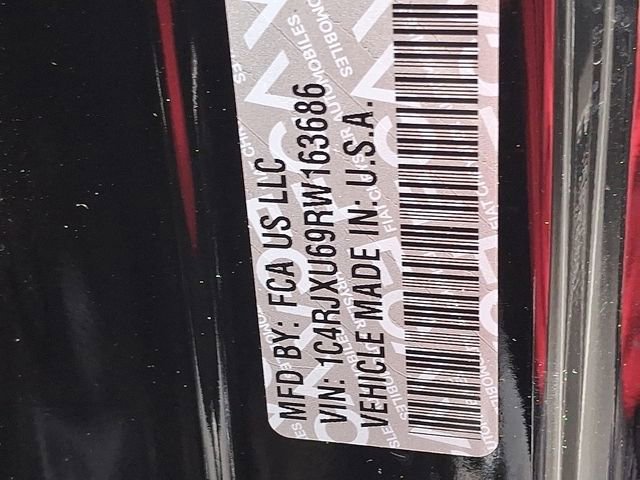 MFD BY: FCA US LLC
VIN: 1C4RJXU69RW163686
VEHICLE MADE IN: U.S.A.